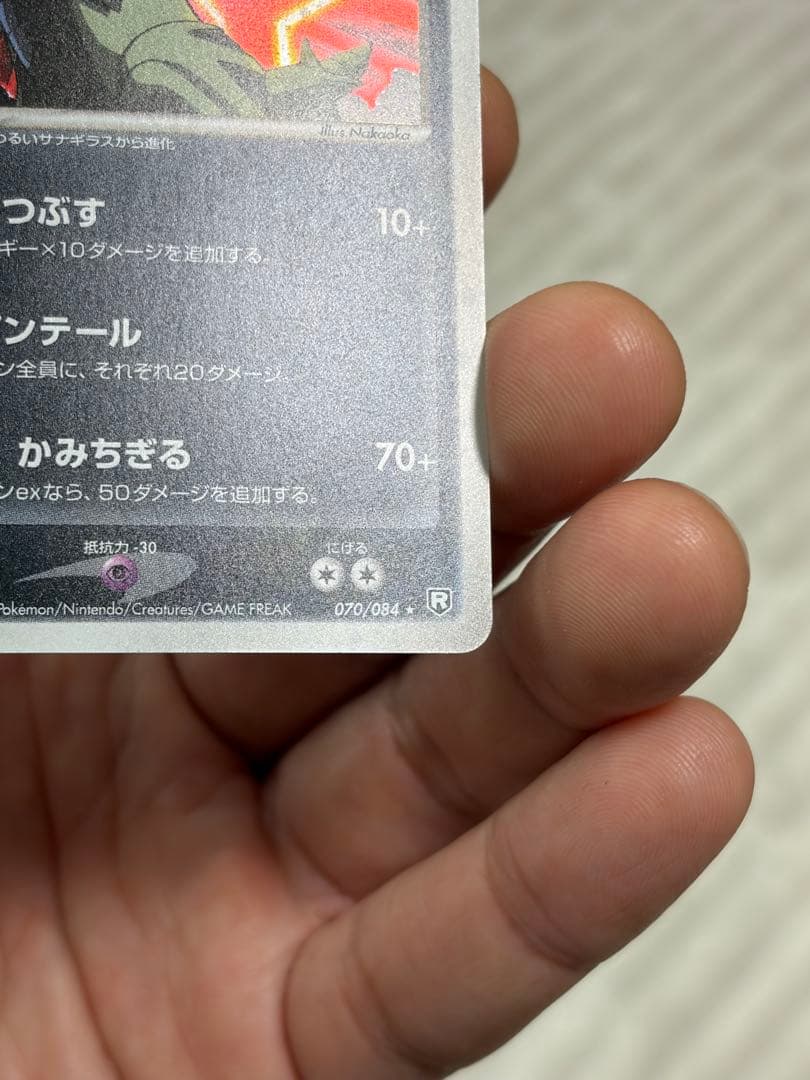 Illus. Nakaoka
わるいサナギラスから進化
つぶす 10+
ギー×10ダメージを追加する。
ンテール
ン全員に、それぞれ20ダメージ。
かみちぎる 70+
ンexなら、50ダメージを追加する。
抵抗力 -30 にげる
Pokémon/Nintendo/Creatures/GAME FREAK 070/084 ★ R